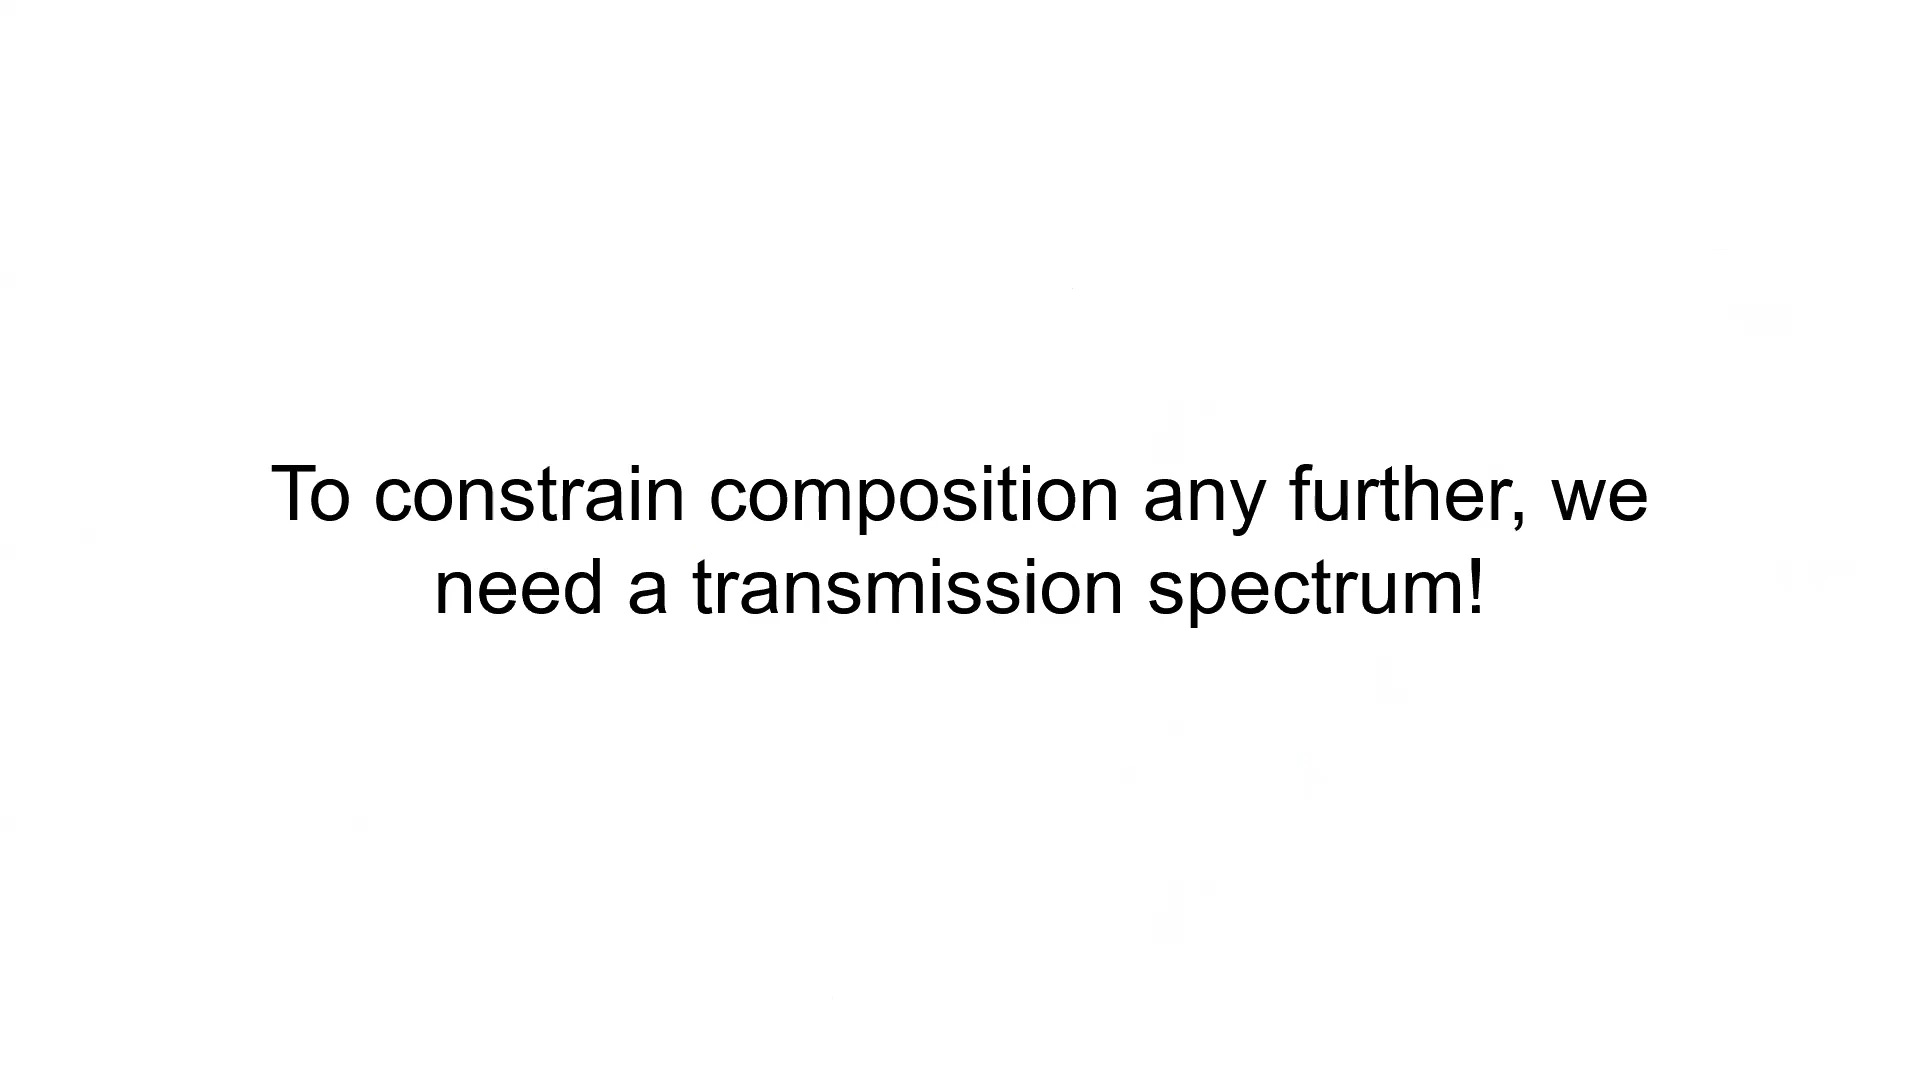 To constrain composition any further, we
need a transmission spectrum!